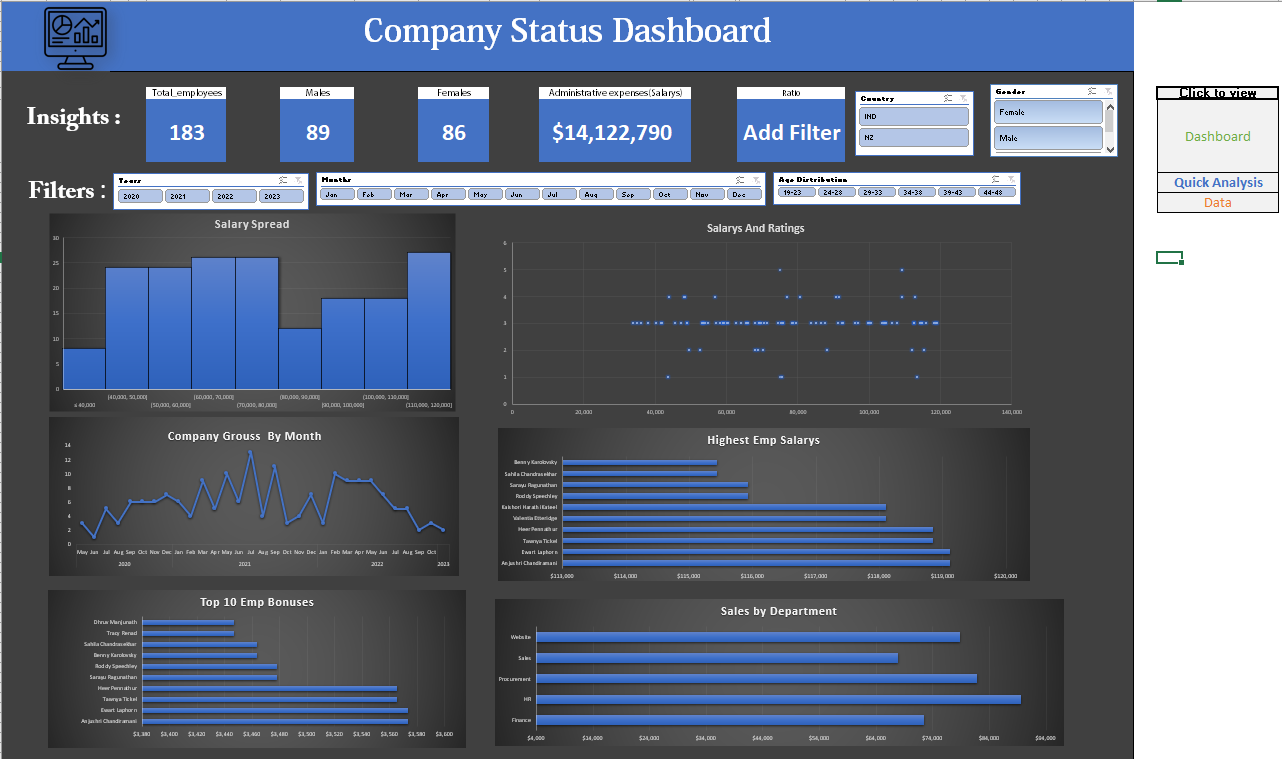 Company Status Dashboard
Insights :
Total_employees
183
Males
89
Females
86
Administrative expenses(Salarys)
$14,122,790
Ratio
Add Filter
Country
IND
NZ
Gender
Female
Male
Click to view
Dashboard
Quick Analysis
Data
Filters :
Years
2020 2021 2022 2023
Months
Jan Feb Mar Apr May Jun Jul Aug Sep Oct Nov Dec
Age Distribution
19-23 24-28 29-33 34-38 39-43 44-48
Salary Spread
30
25
20
15
10
5
0
≤ 40,000
(40,000, 50,000]
(50,000, 60,000]
(60,000, 70,000]
(70,000, 80,000]
(80,000, 90,000]
(90,000, 100,000]
(100,000, 110,000]
(110,000, 120,000]
Salarys And Ratings
6
5
4
3
2
1
0
0 20,000 40,000 60,000 80,000 100,000 120,000 140,000
Company Grouss By Month
14
12
10
8
6
4
2
0
May Jun Jul Aug Sep Oct Nov Dec Jan Feb Mar Apr May Jun Jul Aug Sep Oct Nov Dec Jan Feb Mar Apr May Jun Jul Aug Sep Oct
2020 2021 2022 2023
Highest Emp Salarys
Benny Karolovsky
Sahila Chandrasekhar
Sarayu Ragunathan
Roddy Speechley
Kaishori Harathi Kateel
Valentia Etteridge
Heer Pennathur
Tawnya Tickel
Ewart Laphorn
Anjushri Chandiramani
$113,000 $114,000 $115,000 $116,000 $117,000 $118,000 $119,000 $120,000
Top 10 Emp Bonuses
Dhruv Manjunath
Tracy Renad
Sahila Chandrasekhar
Benny Karolovsky
Roddy Speechley
Sarayu Ragunathan
Heer Pennathur
Tawnya Tickel
Ewart Laphorn
Anjushri Chandiramani
$3,380 $3,400 $3,420 $3,440 $3,460 $3,480 $3,500 $3,520 $3,540 $3,560 $3,580 $3,600
Sales by Department
Website
Sales
Procurement
HR
Finance
$4,000 $14,000 $24,000 $34,000 $44,000 $54,000 $64,000 $74,000 $84,000 $94,000